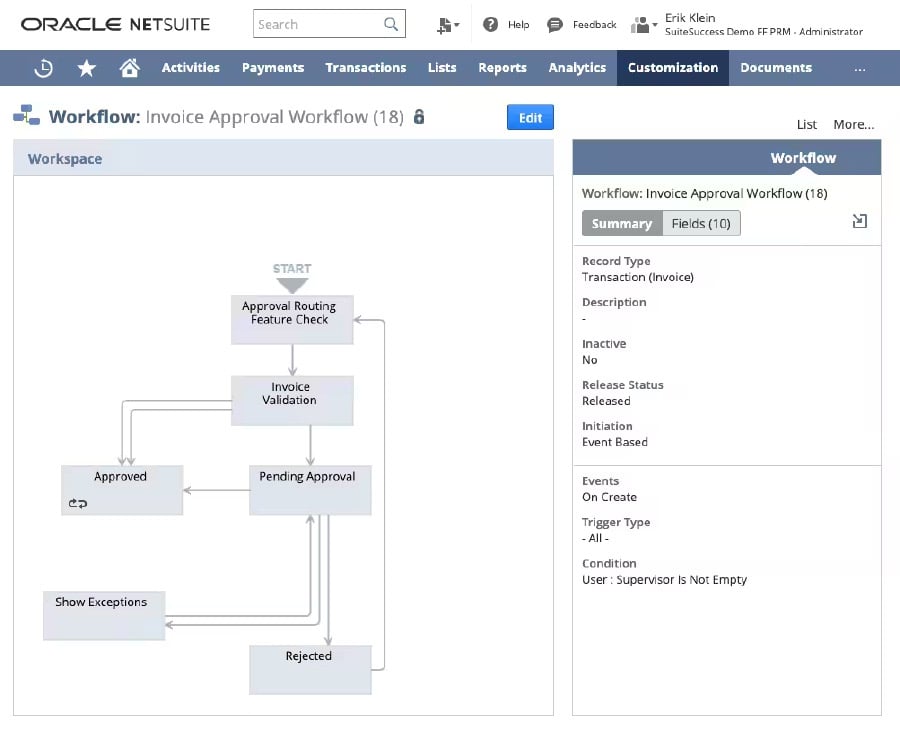 ORACLE NETSUITE
Search
Help
Feedback
Erik Klein
SuiteSuccess Demo FF PRM - Administrator
Activities
Payments
Transactions
Lists
Reports
Analytics
Customization
Documents
...
Workflow: Invoice Approval Workflow (18)
Edit
List
More...
Workspace
START
Approval Routing
Feature Check
Invoice
Validation
Approved
Pending Approval
Show Exceptions
Rejected
Workflow
Workflow: Invoice Approval Workflow (18)
Summary
Fields (10)
Record Type
Transaction (Invoice)
Description
-
Inactive
No
Release Status
Released
Initiation
Event Based
Events
On Create
Trigger Type
- All -
Condition
User : Supervisor Is Not Empty